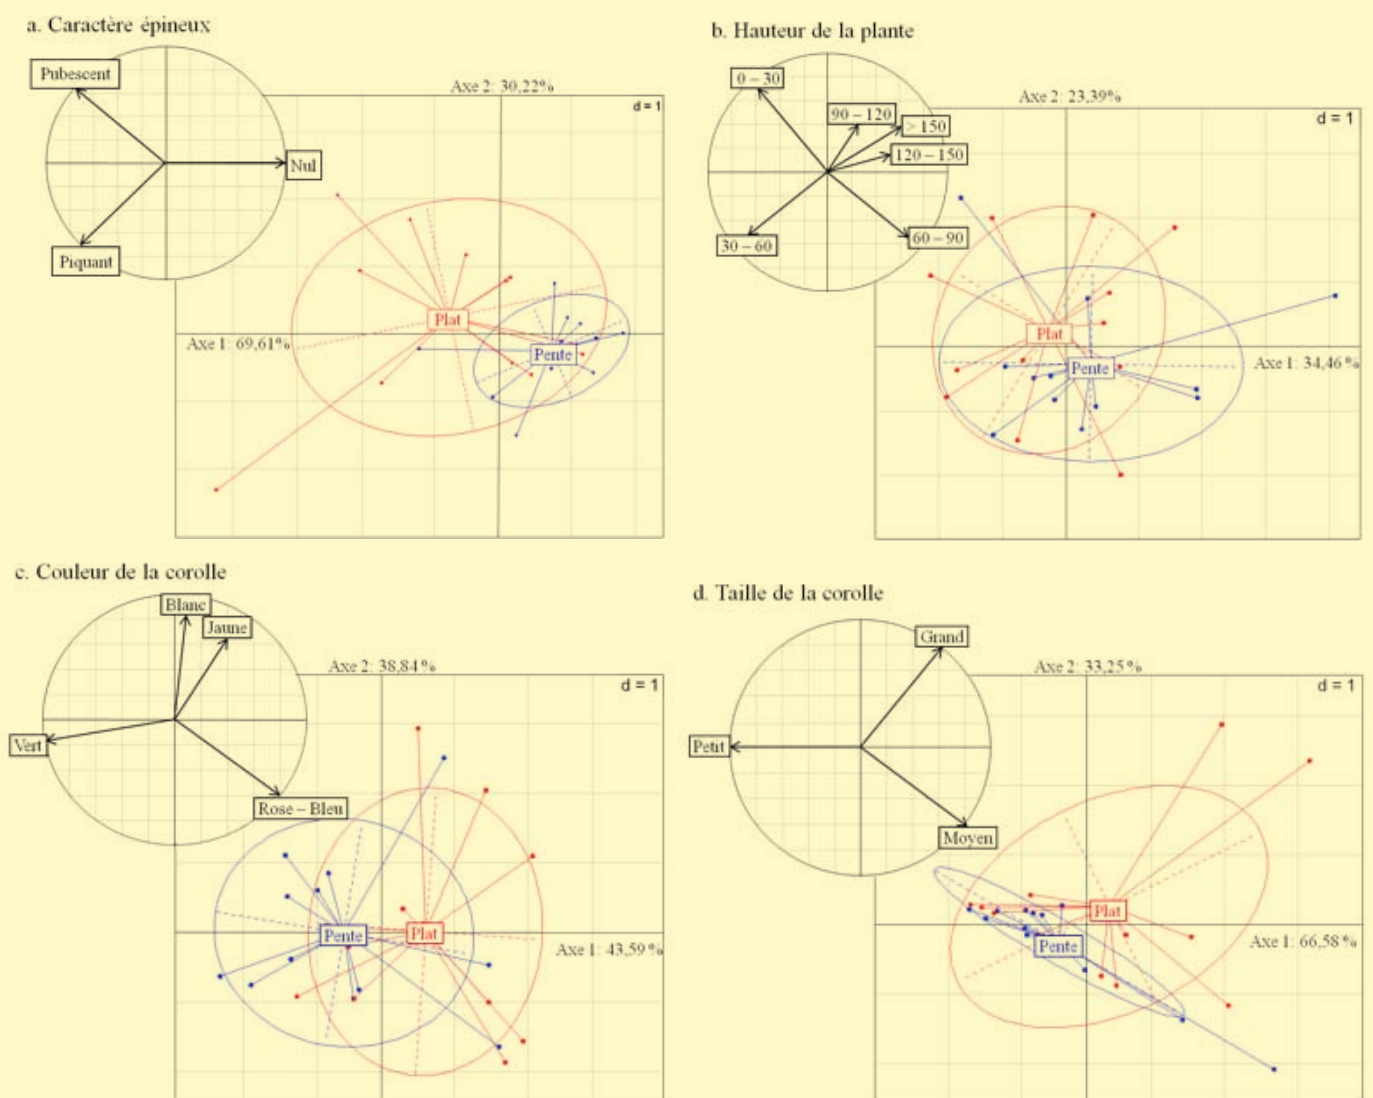 a. Caractère épineux
Pubescent
Nul
Piquant
Axe 2: 30,22%
d = 1
Plat
Axe 1: 69,61%
Pente
b. Hauteur de la plante
0 – 30
90 – 120
> 150
120 – 150
60 – 90
30 – 60
Axe 2: 23,39%
d = 1
Plat
Pente
Axe 1: 34,46%
c. Couleur de la corolle
Blanc
Jaune
Vert
Rose – Bleu
Axe 2: 38,84%
d = 1
Pente
Plat
Axe 1: 43,59%
d. Taille de la corolle
Grand
Petit
Moyen
Axe 2: 33,25%
d = 1
Plat
Pente
Axe 1: 66,58%